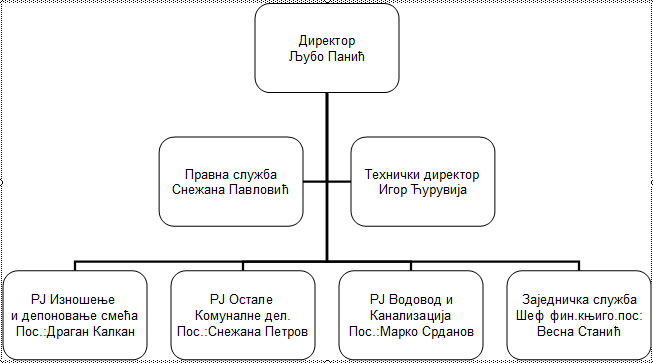 Директор
Љубо Панић
Правна служба
Снежана Павловић
Технички директор
Игор Ћурувија
РЈ Изношење
и депоновање смећа
Пос.:Драган Калкан
РЈ Остале
Комуналне дел.
Пос.:Снежана Петров
РЈ Водовод и
Канализација
Пос.:Марко Срданов
Заједничка служба
Шеф фин.књиго.пос:
Весна Станић